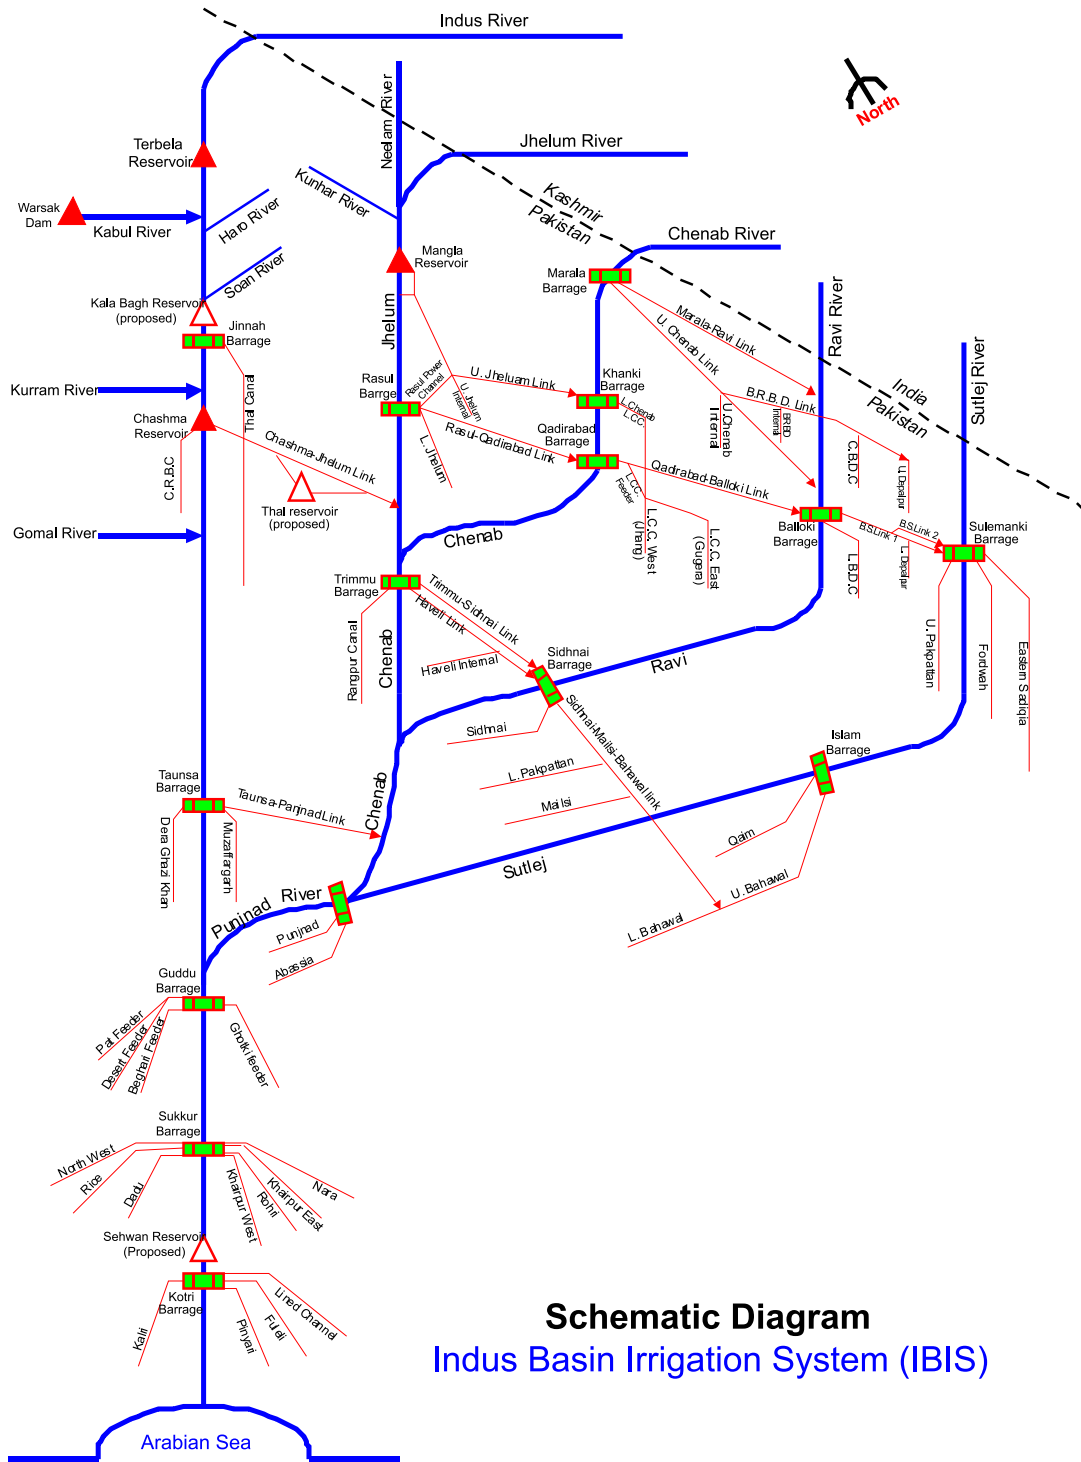 Indus River
Neelam River
Jhelum River
Terbela
Reservoir
Kunhar River
Kashmir
Pakistan
North
Warsak
Dam
Kabul River
Haro River
Chenab River
Soan River
Mangla
Reservoir
Marala
Barrage
Kala Bagh Reservoir
(proposed)
Jinnah
Barrage
Jhelum
Marala-Ravi Link
U. Chenab Link
Ravi River
Sutlej River
India
Pakistan
Kurram River
Thal Canal
Rasul
Barrge
Rasul Power
Channel
U. Jheluam Link
U. Jhelum
Internal
Khanki
Barrage
L.Chenab
L.CC.
B.R.B.D. Link
BRBD
Interna
U.Chenab
Internal
Chashma
Reservoir
C.R.B.C
Chashma-Jhelum Link
L. Jhelum
Rasul-Qadirabad Link
Qadirabad
Barrage
Qadirabad-Balloki Link
L.CC.
Feeder
C.B.D.C
U.Depalpur
Thal reservoir
(proposed)
Gomal River
Chenab
L.C.C. West
(Jhang)
L.C.C. East
(Gugera)
Balloki
Barrage
BSLink 1
BSLink 2
Sulemanki
Barrage
L.B.D.C
L.Depalpur
Trimmu
Barrage
Trimmu-Sidhnai Link
Haveli Link
Rangpur Canal
Chenab
Haveli Internal
Sidhnai
Barrage
Ravi
U.Pakpattan
Fordwah
Eastern Sadiqia
Sidhnai
Sidhnai-Mailsi-Bahawal link
Islam
Barrage
L. Pakpattan
Mailsi
Taunsa
Barrage
Taunsa-Panjnad Link
Chenab
Dera Ghazi Khan
Muzaffargarh
Qaim
Sutlej
U. Bahawal
L. Bahawal
Punjnad River
Punjnad
Abassia
Guddu
Barrage
Pat Feeder
Desert Feeder
Beghari Feeder
Ghotki feeder
Sukkur
Barrage
North West
Rice
Dadu
Khairpur West
Rohri
Khairpur East
Nara
Sehwan Reservoir
(Proposed)
Kotri
Barrage
Kalri
Pinyari
Fuleli
Lined Channel
Schematic Diagram
Indus Basin Irrigation System (IBIS)
Arabian Sea